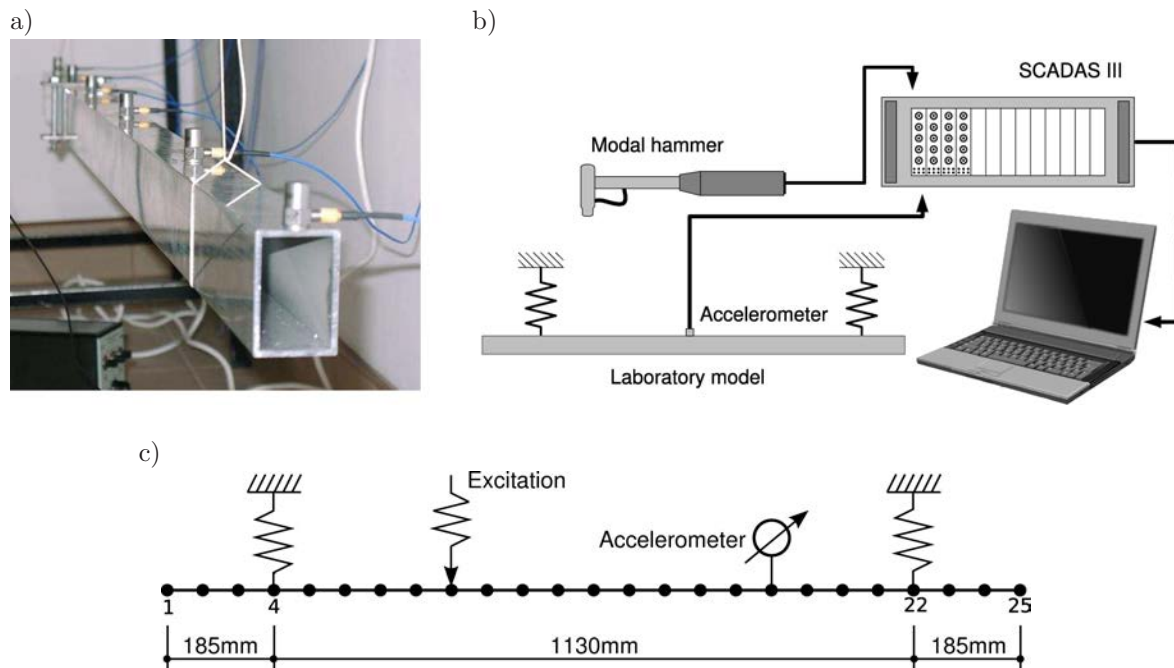 a)
b)
SCADAS III
Modal hammer
Accelerometer
Laboratory model
c)
Excitation
Accelerometer
1
4
22
25
185mm
1130mm
185mm